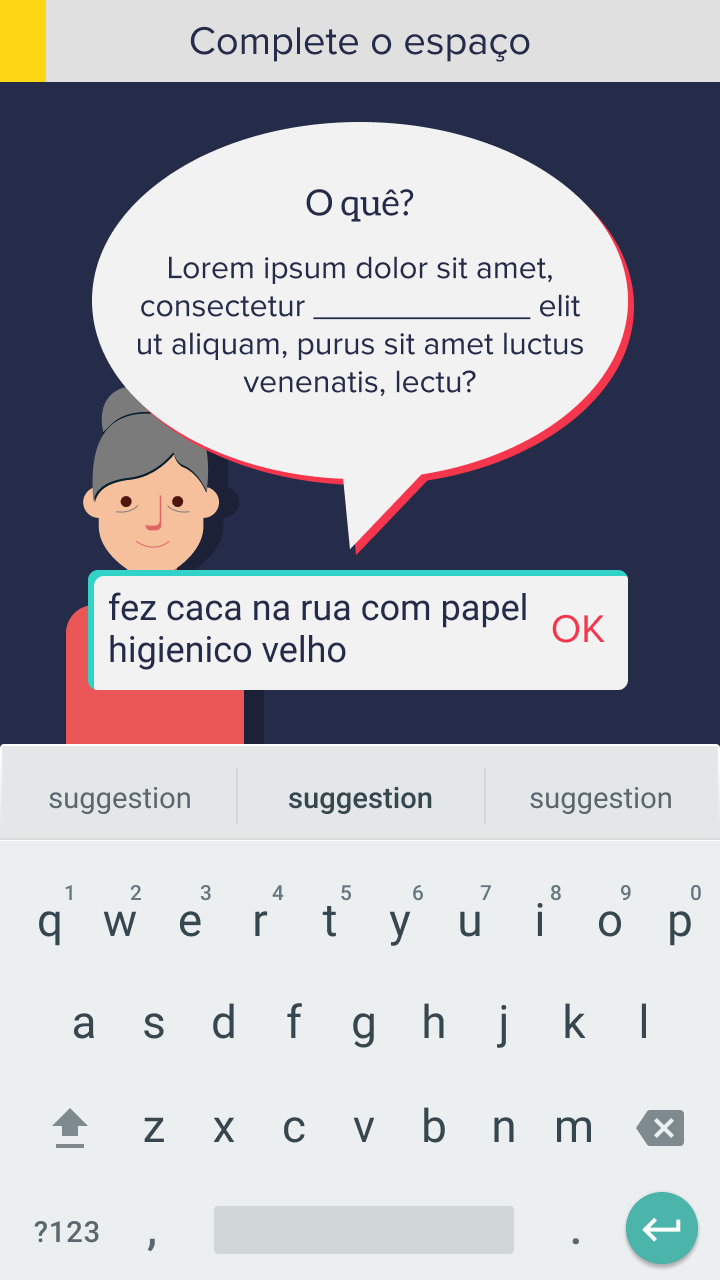 Complete o espaço
O quê?
Lorem ipsum dolor sit amet,
consectetur _____________ elit
ut aliquam, purus sit amet luctus
venenatis, lectu?
fez caca na rua com papel
higienico velho
OK
suggestion suggestion suggestion
1 2 3 4 5 6 7 8 9 0
q w e r t y u i o p
a s d f g h j k l
z x c v b n m
?123 , .